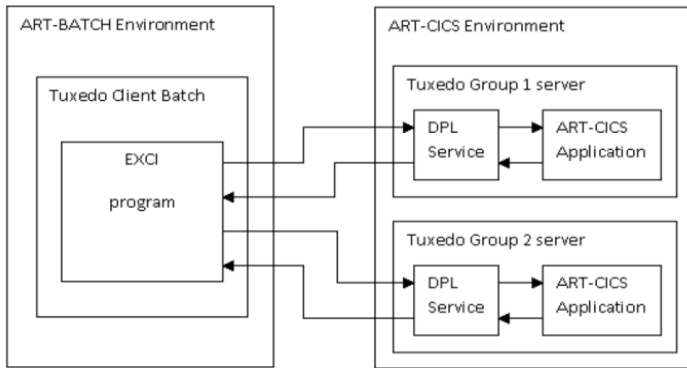 ART-BATCH Environment
Tuxedo Client Batch
EXCI
program
ART-CICS Environment
Tuxedo Group 1 server
DPL
Service
ART-CICS
Application
Tuxedo Group 2 server
DPL
Service
ART-CICS
Application